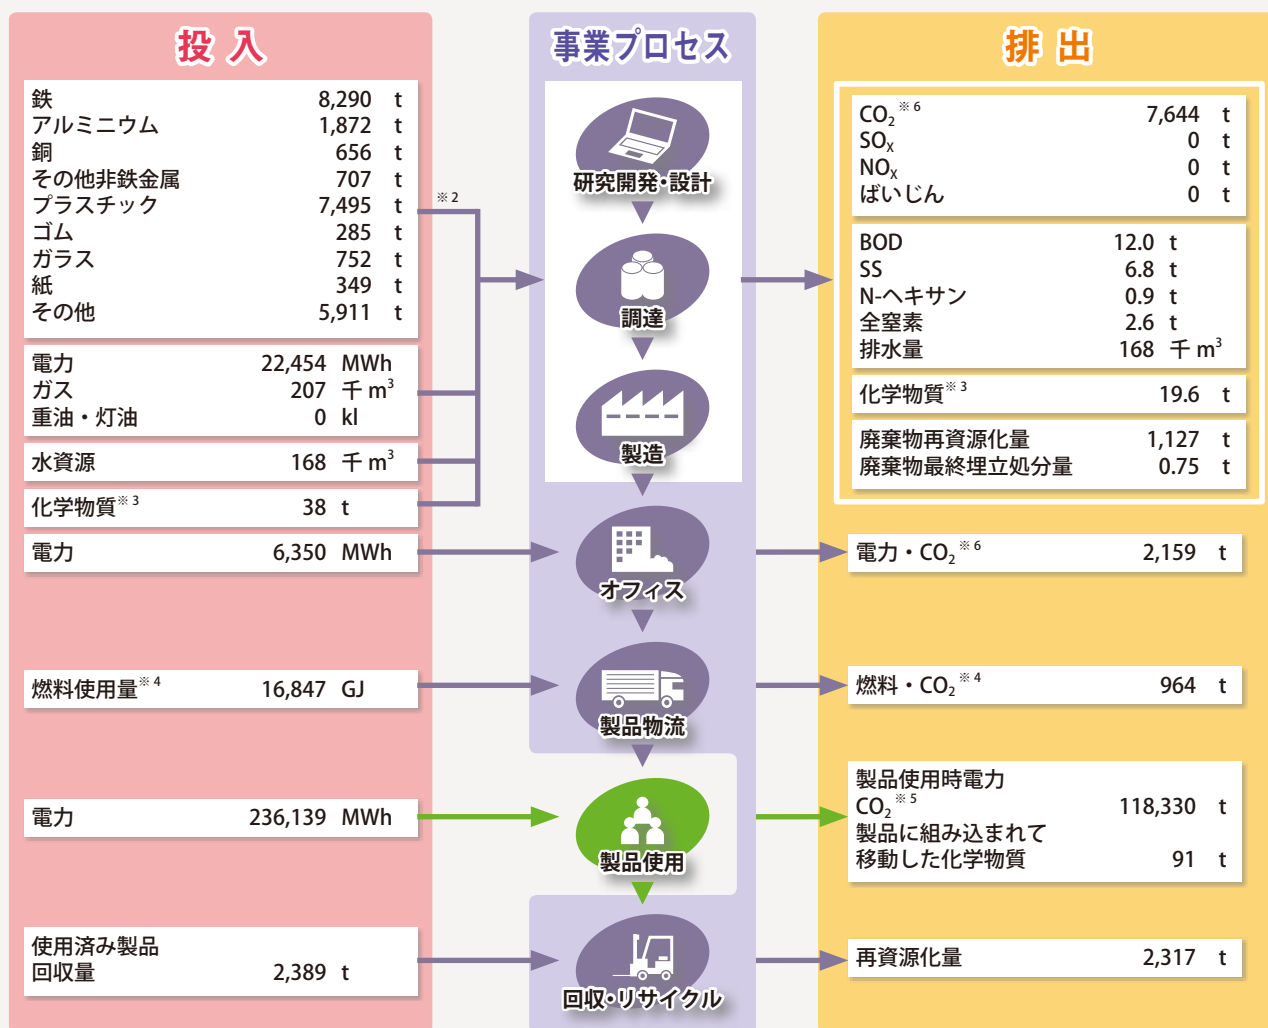 投 入
鉄 8,290 t
アルミニウム 1,872 t
銅 656 t
その他非鉄金属 707 t
プラスチック 7,495 t
ゴム 285 t
ガラス 752 t
紙 349 t
その他 5,911 t
※2
電力 22,454 MWh
ガス 207 千m³
重油・灯油 0 kl
水資源 168 千m³
化学物質※3 38 t
電力 6,350 MWh
燃料使用量※4 16,847 GJ
電力 236,139 MWh
使用済み製品
回収量 2,389 t
事業プロセス
研究開発・設計
調達
製造
オフィス
製品物流
製品使用
回収・リサイクル
排 出
CO₂※6 7,644 t
SOx 0 t
NOx 0 t
ばいじん 0 t
BOD 12.0 t
SS 6.8 t
N-ヘキサン 0.9 t
全窒素 2.6 t
排水量 168 千m³
化学物質※3 19.6 t
廃棄物再資源化量 1,127 t
廃棄物最終埋立処分量 0.75 t
電力・CO₂※6 2,159 t
燃料・CO₂※4 964 t
製品使用時電力
CO₂※5 118,330 t
製品に組み込まれて
移動した化学物質 91 t
再資源化量 2,317 t